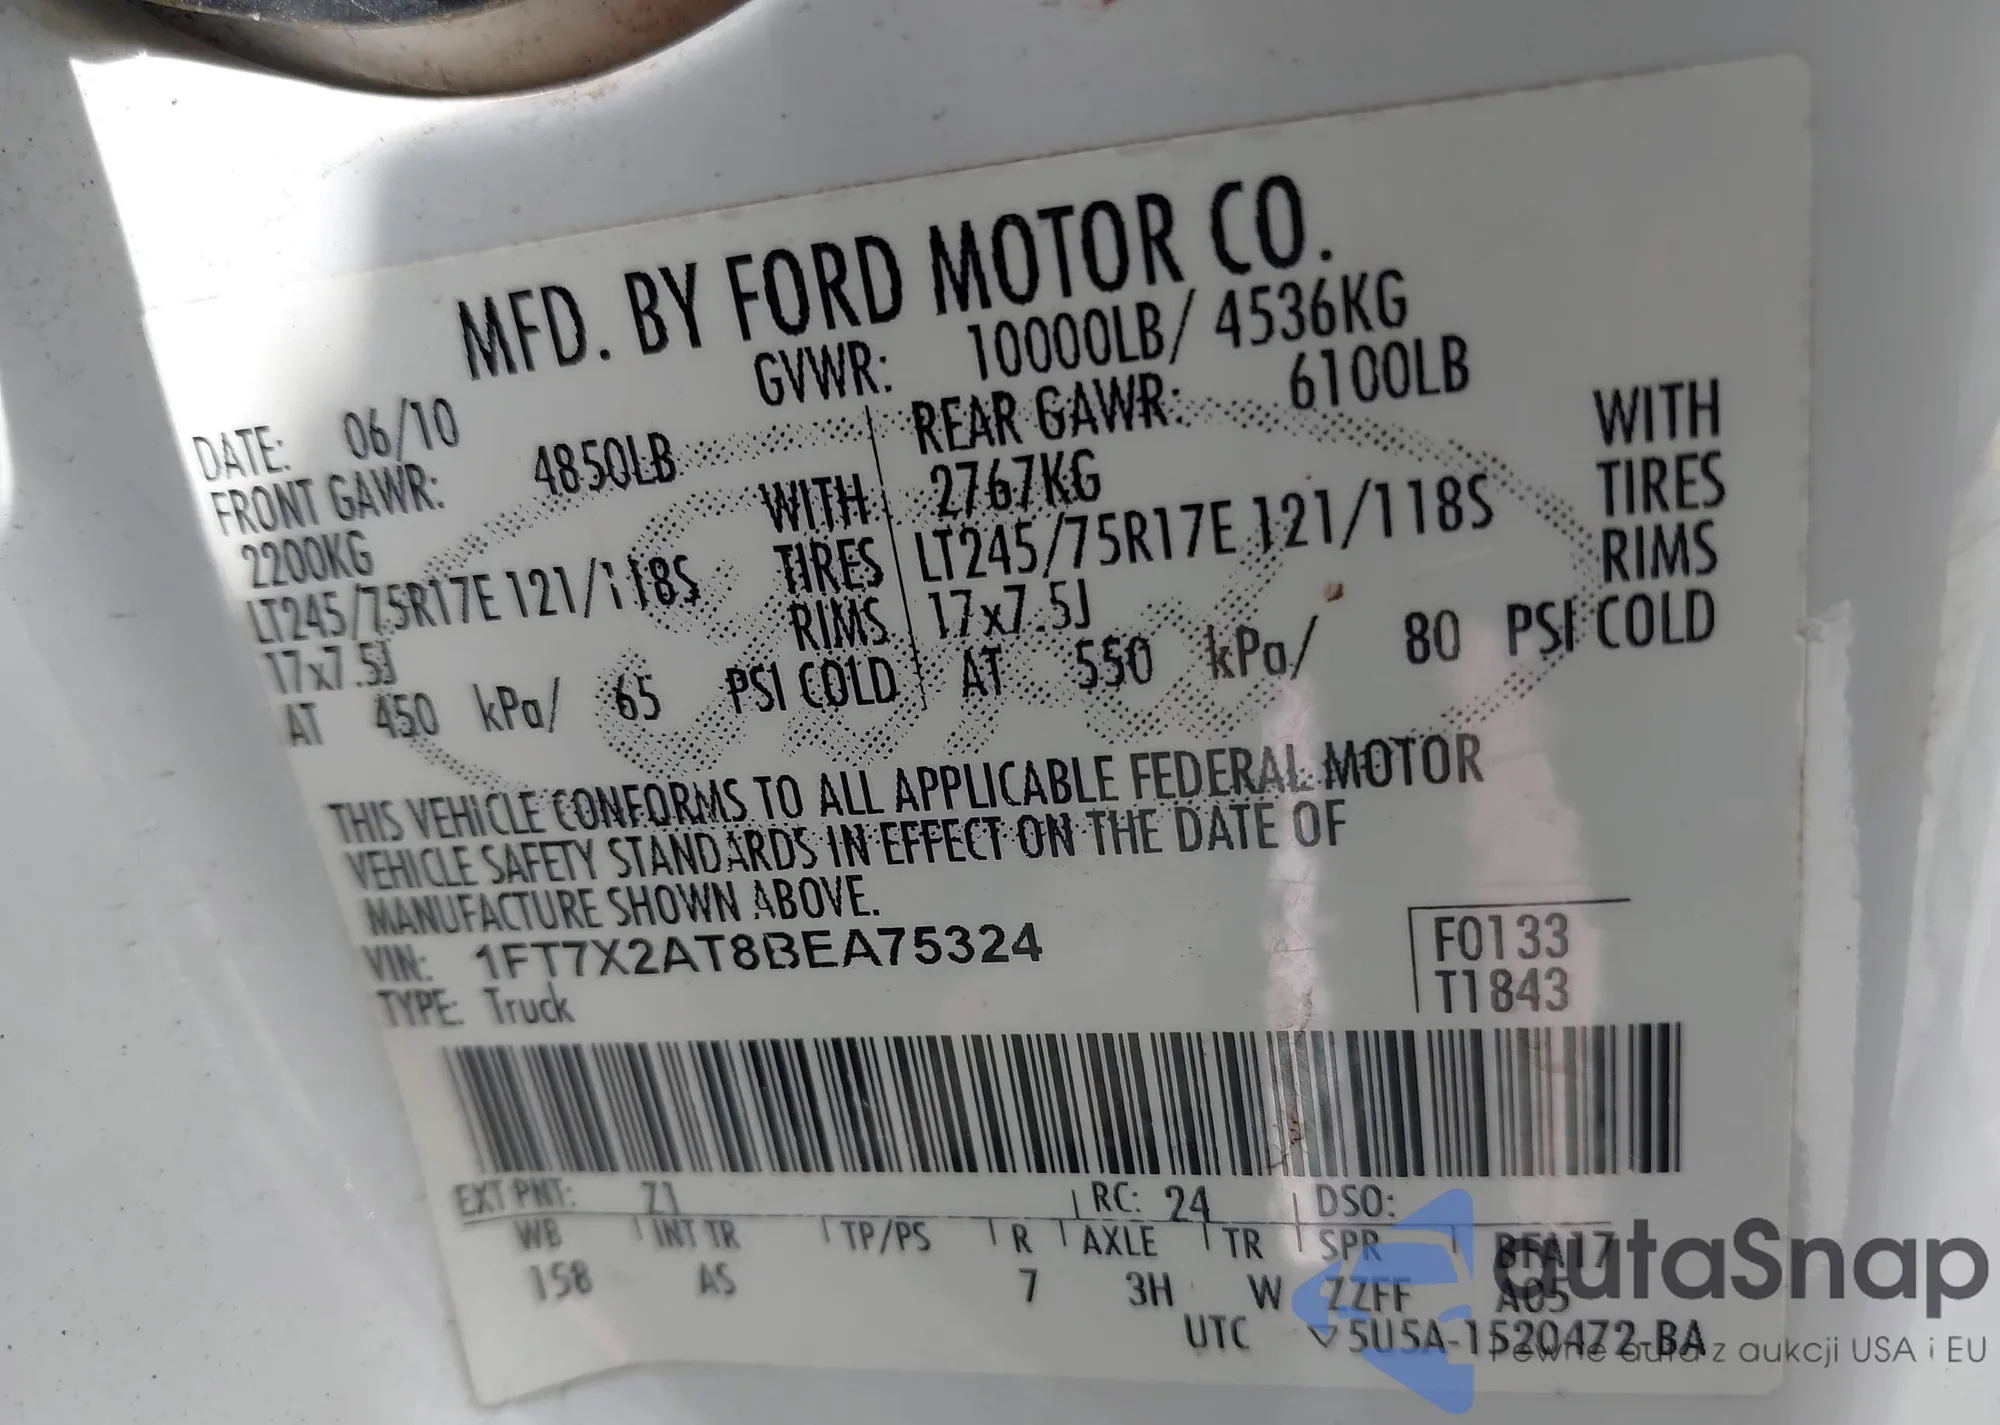 MFD. BY FORD MOTOR CO.
DATE: 06/10 GVWR: 10000LB/ 4536KG
FRONT GAWR: 4850LB REAR GAWR: 6100LB
2200KG WITH 2767KG WITH
LT245/75R17E 121/118S TIRES LT245/75R17E 121/118S TIRES
17x7.5J RIMS 17x7.5J RIMS
AT 450 kPa/ 65 PSI COLD AT 550 kPa/ 80 PSI COLD
THIS VEHICLE CONFORMS TO ALL APPLICABLE FEDERAL MOTOR
VEHICLE SAFETY STANDARDS IN EFFECT ON THE DATE OF
MANUFACTURE SHOWN ABOVE.
VIN: 1FT7X2AT8BEA75324 F0133
TYPE: Truck T1843
EXT PNT: Z1 RC: 24 DSO:
WB INT TR TP/PS R AXLE TR SPR BFA17
158 AS 7 3H W ZZFF A05
UTC 5U5A-1520472-BA
autaSnap
Pewne auta z aukcji USA i EU